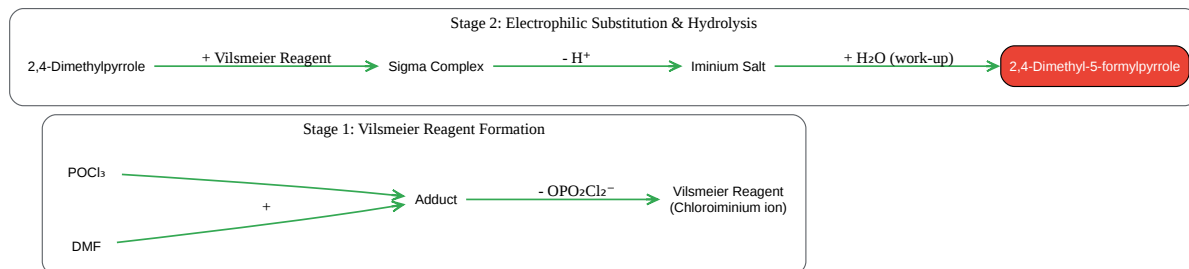 Stage 2: Electrophilic Substitution & Hydrolysis
2,4-Dimethylpyrrole
+ Vilsmeier Reagent
Sigma Complex
- H⁺
Iminium Salt
+ H₂O (work-up)
2,4-Dimethyl-5-formylpyrrole
Stage 1: Vilsmeier Reagent Formation
POCl₃
+
DMF
Adduct
- OPO₂Cl₂⁻
Vilsmeier Reagent
(Chloroiminium ion)